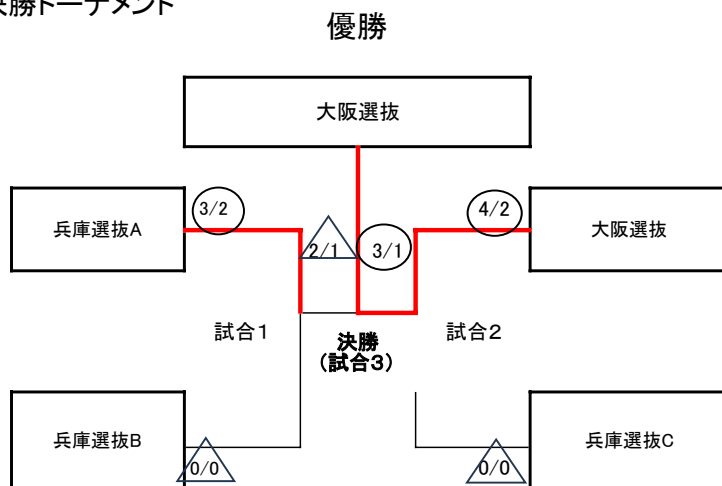 決勝トーナメント
優勝
大阪選抜
兵庫選抜A
3/2
2/1
3/1
4/2
大阪選抜
試合1
決勝
(試合3)
試合2
兵庫選抜B
0/0
0/0
兵庫選抜C